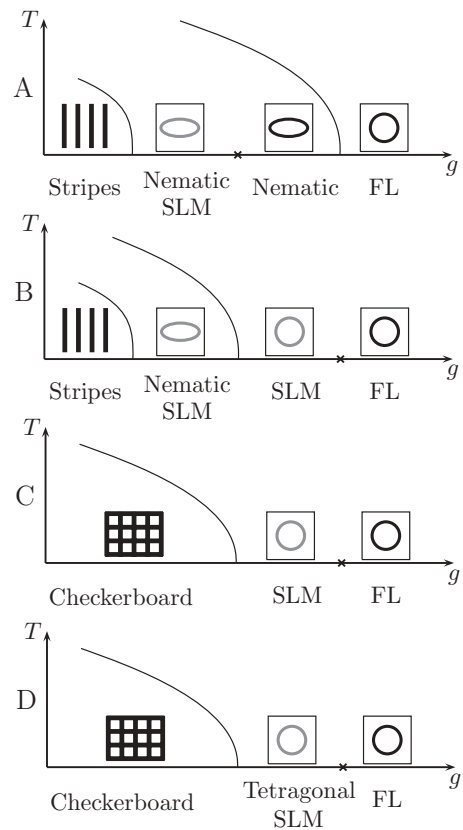 T
A
g
Stripes Nematic SLM Nematic FL
T
B
g
Stripes Nematic SLM SLM FL
T
C
g
Checkerboard SLM FL
T
D
g
Checkerboard Tetragonal SLM FL